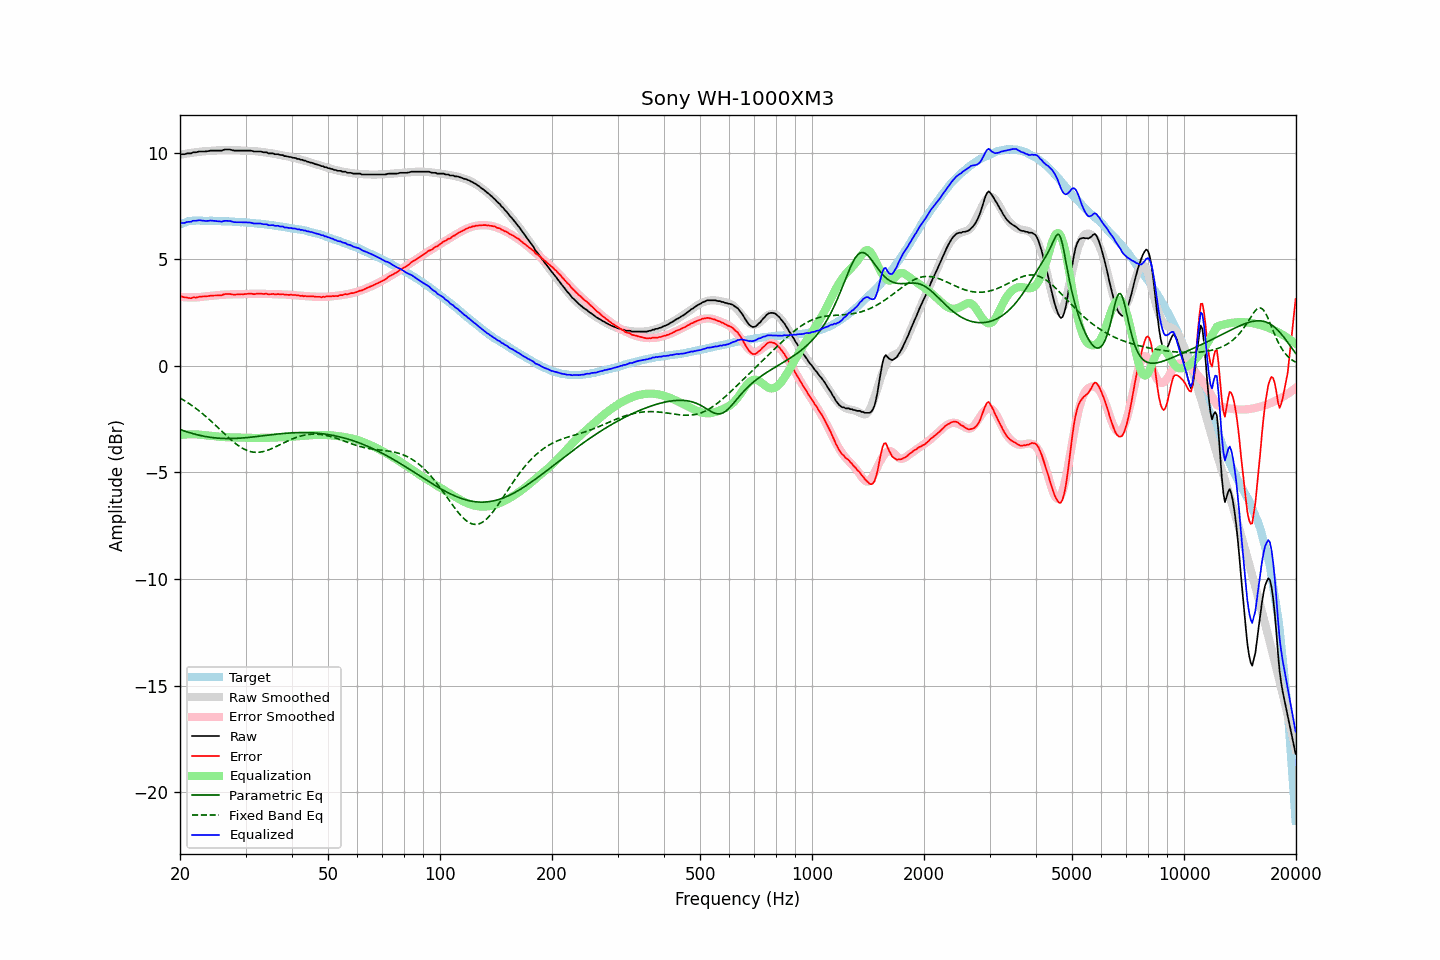 Sony WH-1000XM3
Amplitude (dBr)
10
5
0
−5
−10
−15
−20
Target
Raw Smoothed
Error Smoothed
Raw
Error
Equalization
Parametric Eq
Fixed Band Eq
Equalized
20 50 100 200 500 1000 2000 5000 10000 20000
Frequency (Hz)